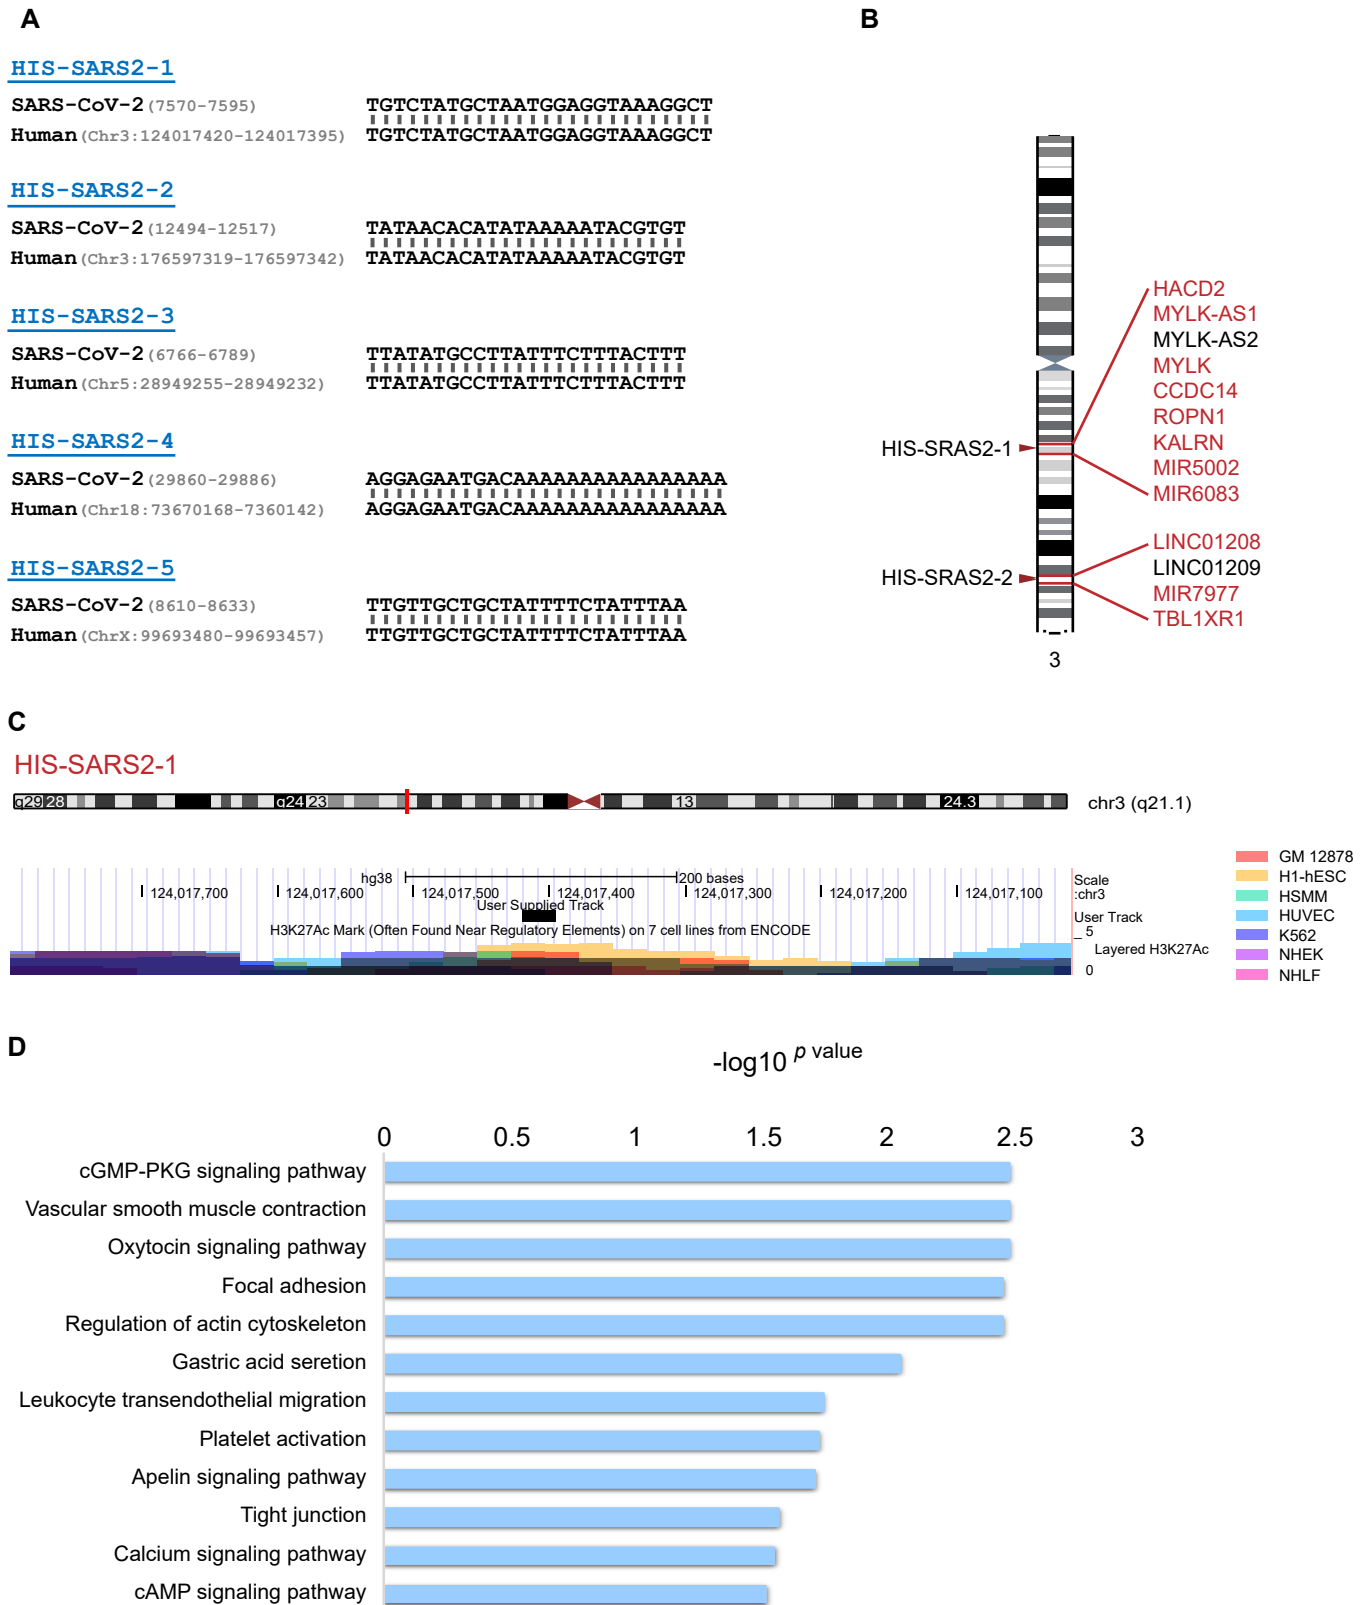 A
HIS-SARS2-1
SARS-CoV-2 (7570-7595) TGTCTATGCTAATGGAGGTAAAGGCT
Human (Chr3:124017420-124017395) TGTCTATGCTAATGGAGGTAAAGGCT
HIS-SARS2-2
SARS-CoV-2 (12494-12517) TATAACACATATAAAAATACGTGT
Human (Chr3:176597319-176597342) TATAACACATATAAAAATACGTGT
HIS-SARS2-3
SARS-CoV-2 (6766-6789) TTATATGCCTTATTTCTTTACTTT
Human (Chr5:28949255-28949232) TTATATGCCTTATTTCTTTACTTT
HIS-SARS2-4
SARS-CoV-2 (29860-29886) AGGAGAATGACAAAAAAAAAAAAAAAA
Human (Chr18:73670168-7360142) AGGAGAATGACAAAAAAAAAAAAAAAA
HIS-SARS2-5
SARS-CoV-2 (8610-8633) TTGTTGCTGCTATTTTCTATTTAA
Human (ChrX:99693480-99693457) TTGTTGCTGCTATTTTCTATTTAA
B
HACD2
MYLK-AS1
MYLK-AS2
MYLK
CCDC14
ROPN1
KALRN
MIR5002
MIR6083
HIS-SRAS2-1
LINC01208
LINC01209
MIR7977
TBL1XR1
HIS-SRAS2-2
3
C
HIS-SARS2-1
q29 28 q24 23 13 24.3 chr3 (q21.1)
hg38 200 bases Scale
124,017,700 124,017,600 124,017,500 124,017,400 124,017,300 124,017,200 124,017,100 :chr3
User Supplied Track User Track
H3K27Ac Mark (Often Found Near Regulatory Elements) on 7 cell lines from ENCODE
5
Layered H3K27Ac
0
GM 12878
H1-hESC
HSMM
HUVEC
K562
NHEK
NHLF
D
-log10 p value
0 0.5 1 1.5 2 2.5 3
cGMP-PKG signaling pathway
Vascular smooth muscle contraction
Oxytocin signaling pathway
Focal adhesion
Regulation of actin cytoskeleton
Gastric acid seretion
Leukocyte transendothelial migration
Platelet activation
Apelin signaling pathway
Tight junction
Calcium signaling pathway
cAMP signaling pathway